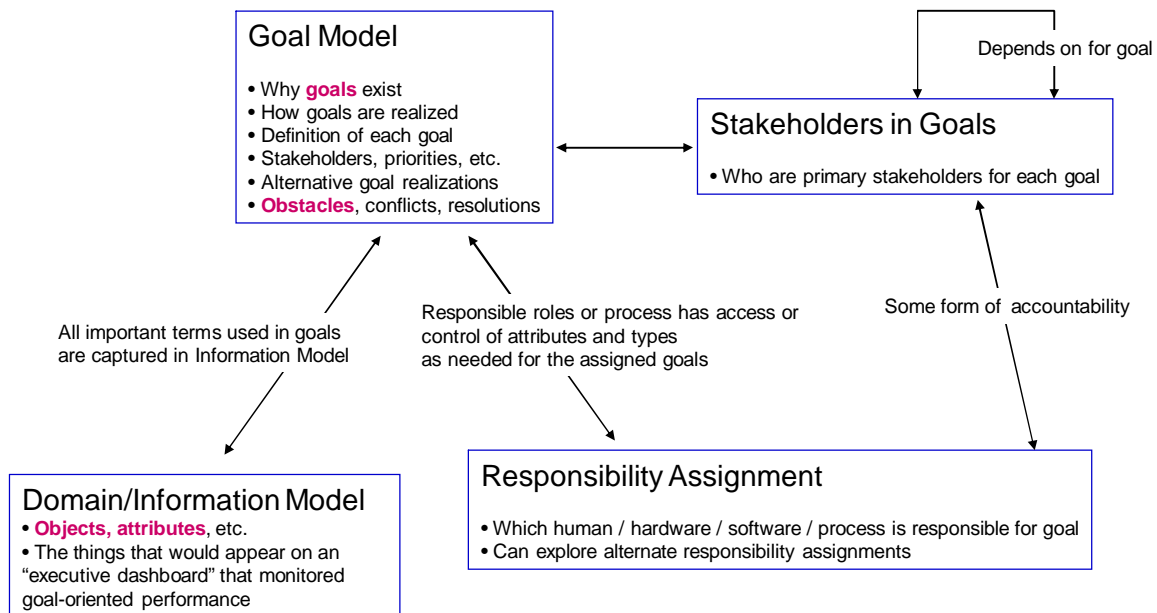 Goal Model
• Why goals exist
• How goals are realized
• Definition of each goal
• Stakeholders, priorities, etc.
• Alternative goal realizations
• Obstacles, conflicts, resolutions
Depends on for goal
Stakeholders in Goals
• Who are primary stakeholders for each goal
All important terms used in goals
are captured in Information Model
Responsible roles or process has access or
control of attributes and types
as needed for the assigned goals
Some form of accountability
Domain/Information Model
• Objects, attributes, etc.
• The things that would appear on an
“executive dashboard” that monitored
goal-oriented performance
Responsibility Assignment
• Which human / hardware / software / process is responsible for goal
• Can explore alternate responsibility assignments